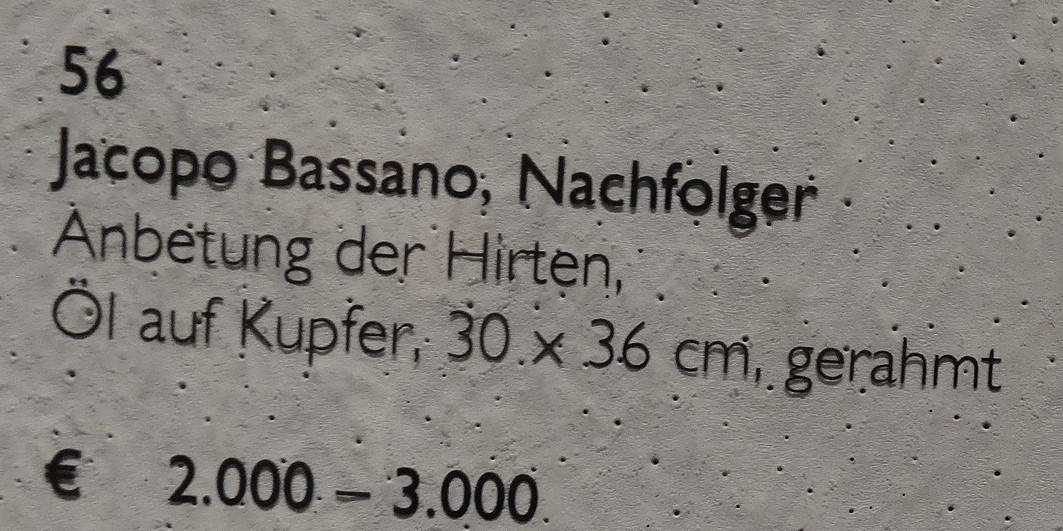 56
Jacopo Bassano, Nachfolger
Anbetung der Hirten,
Öl auf Kupfer, 30 x 36 cm, gerahmt
€ 2.000 – 3.000